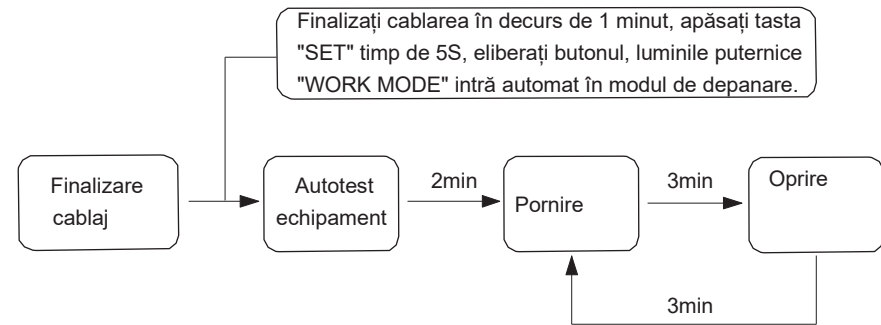 Finalizați cablarea în decurs de 1 minut, apăsați tasta
"SET" timp de 5S, eliberați butonul, luminile puternice
"WORK MODE" intră automat în modul de depanare.
Finalizare
cablaj
Autotest
echipament
2min
Pornire
3min
Oprire
3min